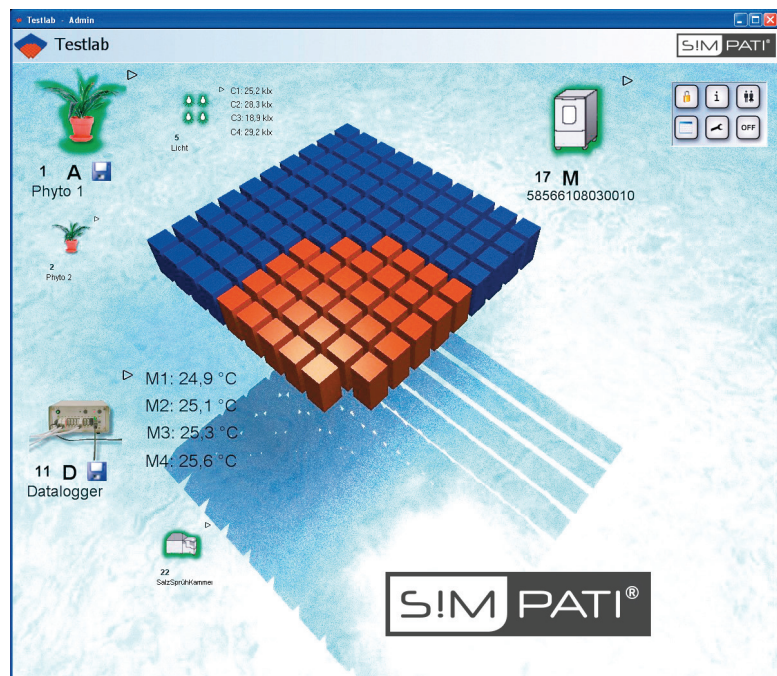 Testlab - Admin
Testlab
S!MPATI®
C1: 25,2 klx
C2: 28,3 klx
C3: 18,9 klx
C4: 29,2 klx
5
Licht
1 A
Phyto 1
17 M
58566108030010
i
OFF
2
Phyto 2
M1: 24,9 °C
M2: 25,1 °C
M3: 25,3 °C
M4: 25,6 °C
11 D
Datalogger
22
SalzSprühKammer
S!MPATI®